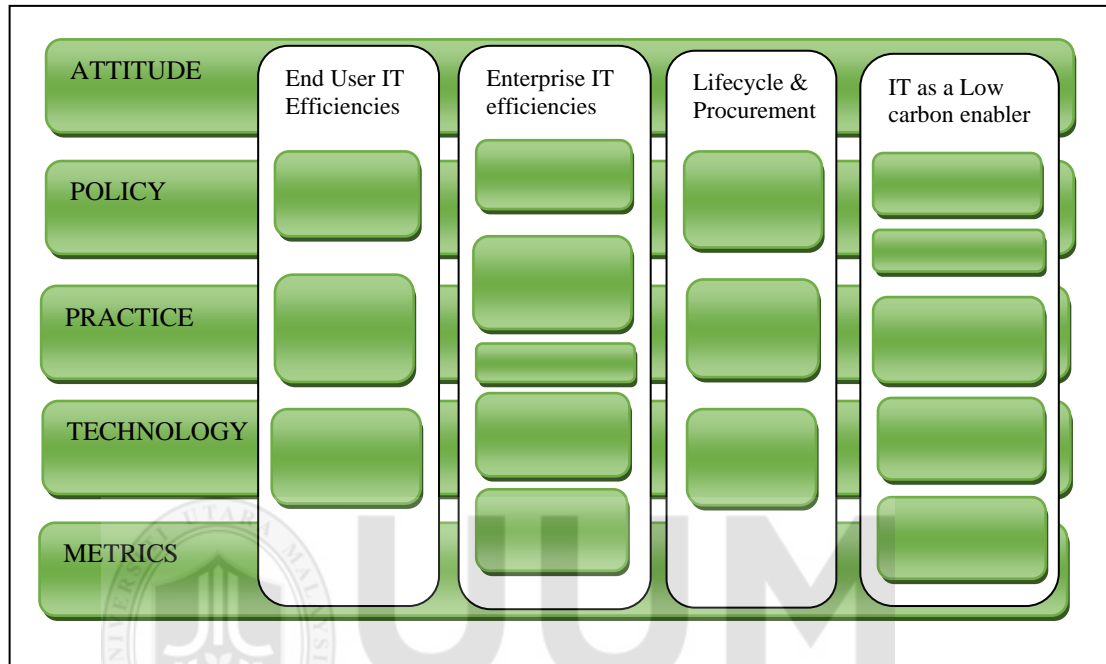 ATTITUDE
End User IT
Efficiencies
Enterprise IT
efficiencies
Lifecycle &
Procurement
IT as a Low
carbon enabler
POLICY
PRACTICE
TECHNOLOGY
METRICS
UUM